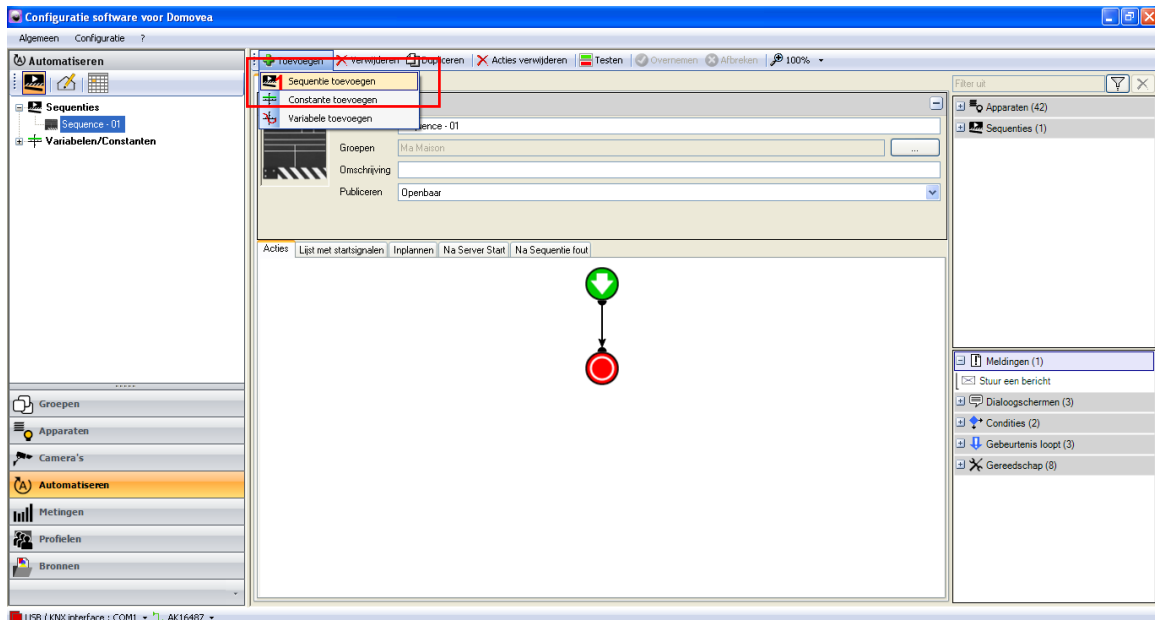 Configuratie software voor Domovea
Algemeen Configuratie ?
Automatiseren
Toevoegen Verwijderen Dupliceren Acties verwijderen Testen Overnemen Afbreken 100%
Sequentie toevoegen
Constante toevoegen
Variabele toevoegen
1
Sequenties
Sequence - 01
Variabelen/Constanten
Groepen
Apparaten
Camera's
Automatiseren
Metingen
Profielen
Bronnen
Groepen Ma Maison ...
Omschrijving
Publiceren Openbaar
Acties Lijst met startsignalen Inplannen Na Server Start Na Sequentie fout
Filter uit
Apparaten (42)
Sequenties (1)
Meldingen (1)
Stuur een bericht
Dialoogschermen (3)
Condities (2)
Gebeurtenis loopt (3)
Gereedschap (8)
USB / KNX interface : COM1 AK16487